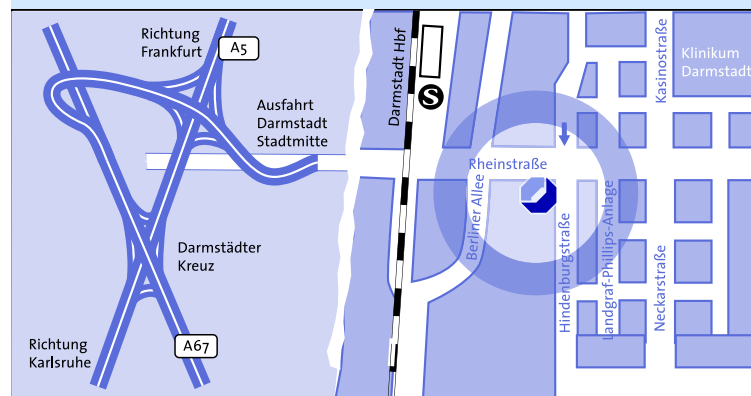 Richtung
Frankfurt
A5
Ausfahrt
Darmstadt
Stadtmitte
Darmstädter
Kreuz
Richtung
Karlsruhe
A67
Darmstadt Hbf
S
Rheinstraße
Berliner Allee
Hindenburgstraße
Landgraf-Phillips-Anlage
Neckarstraße
Kasinostraße
Klinikum
Darmstadt